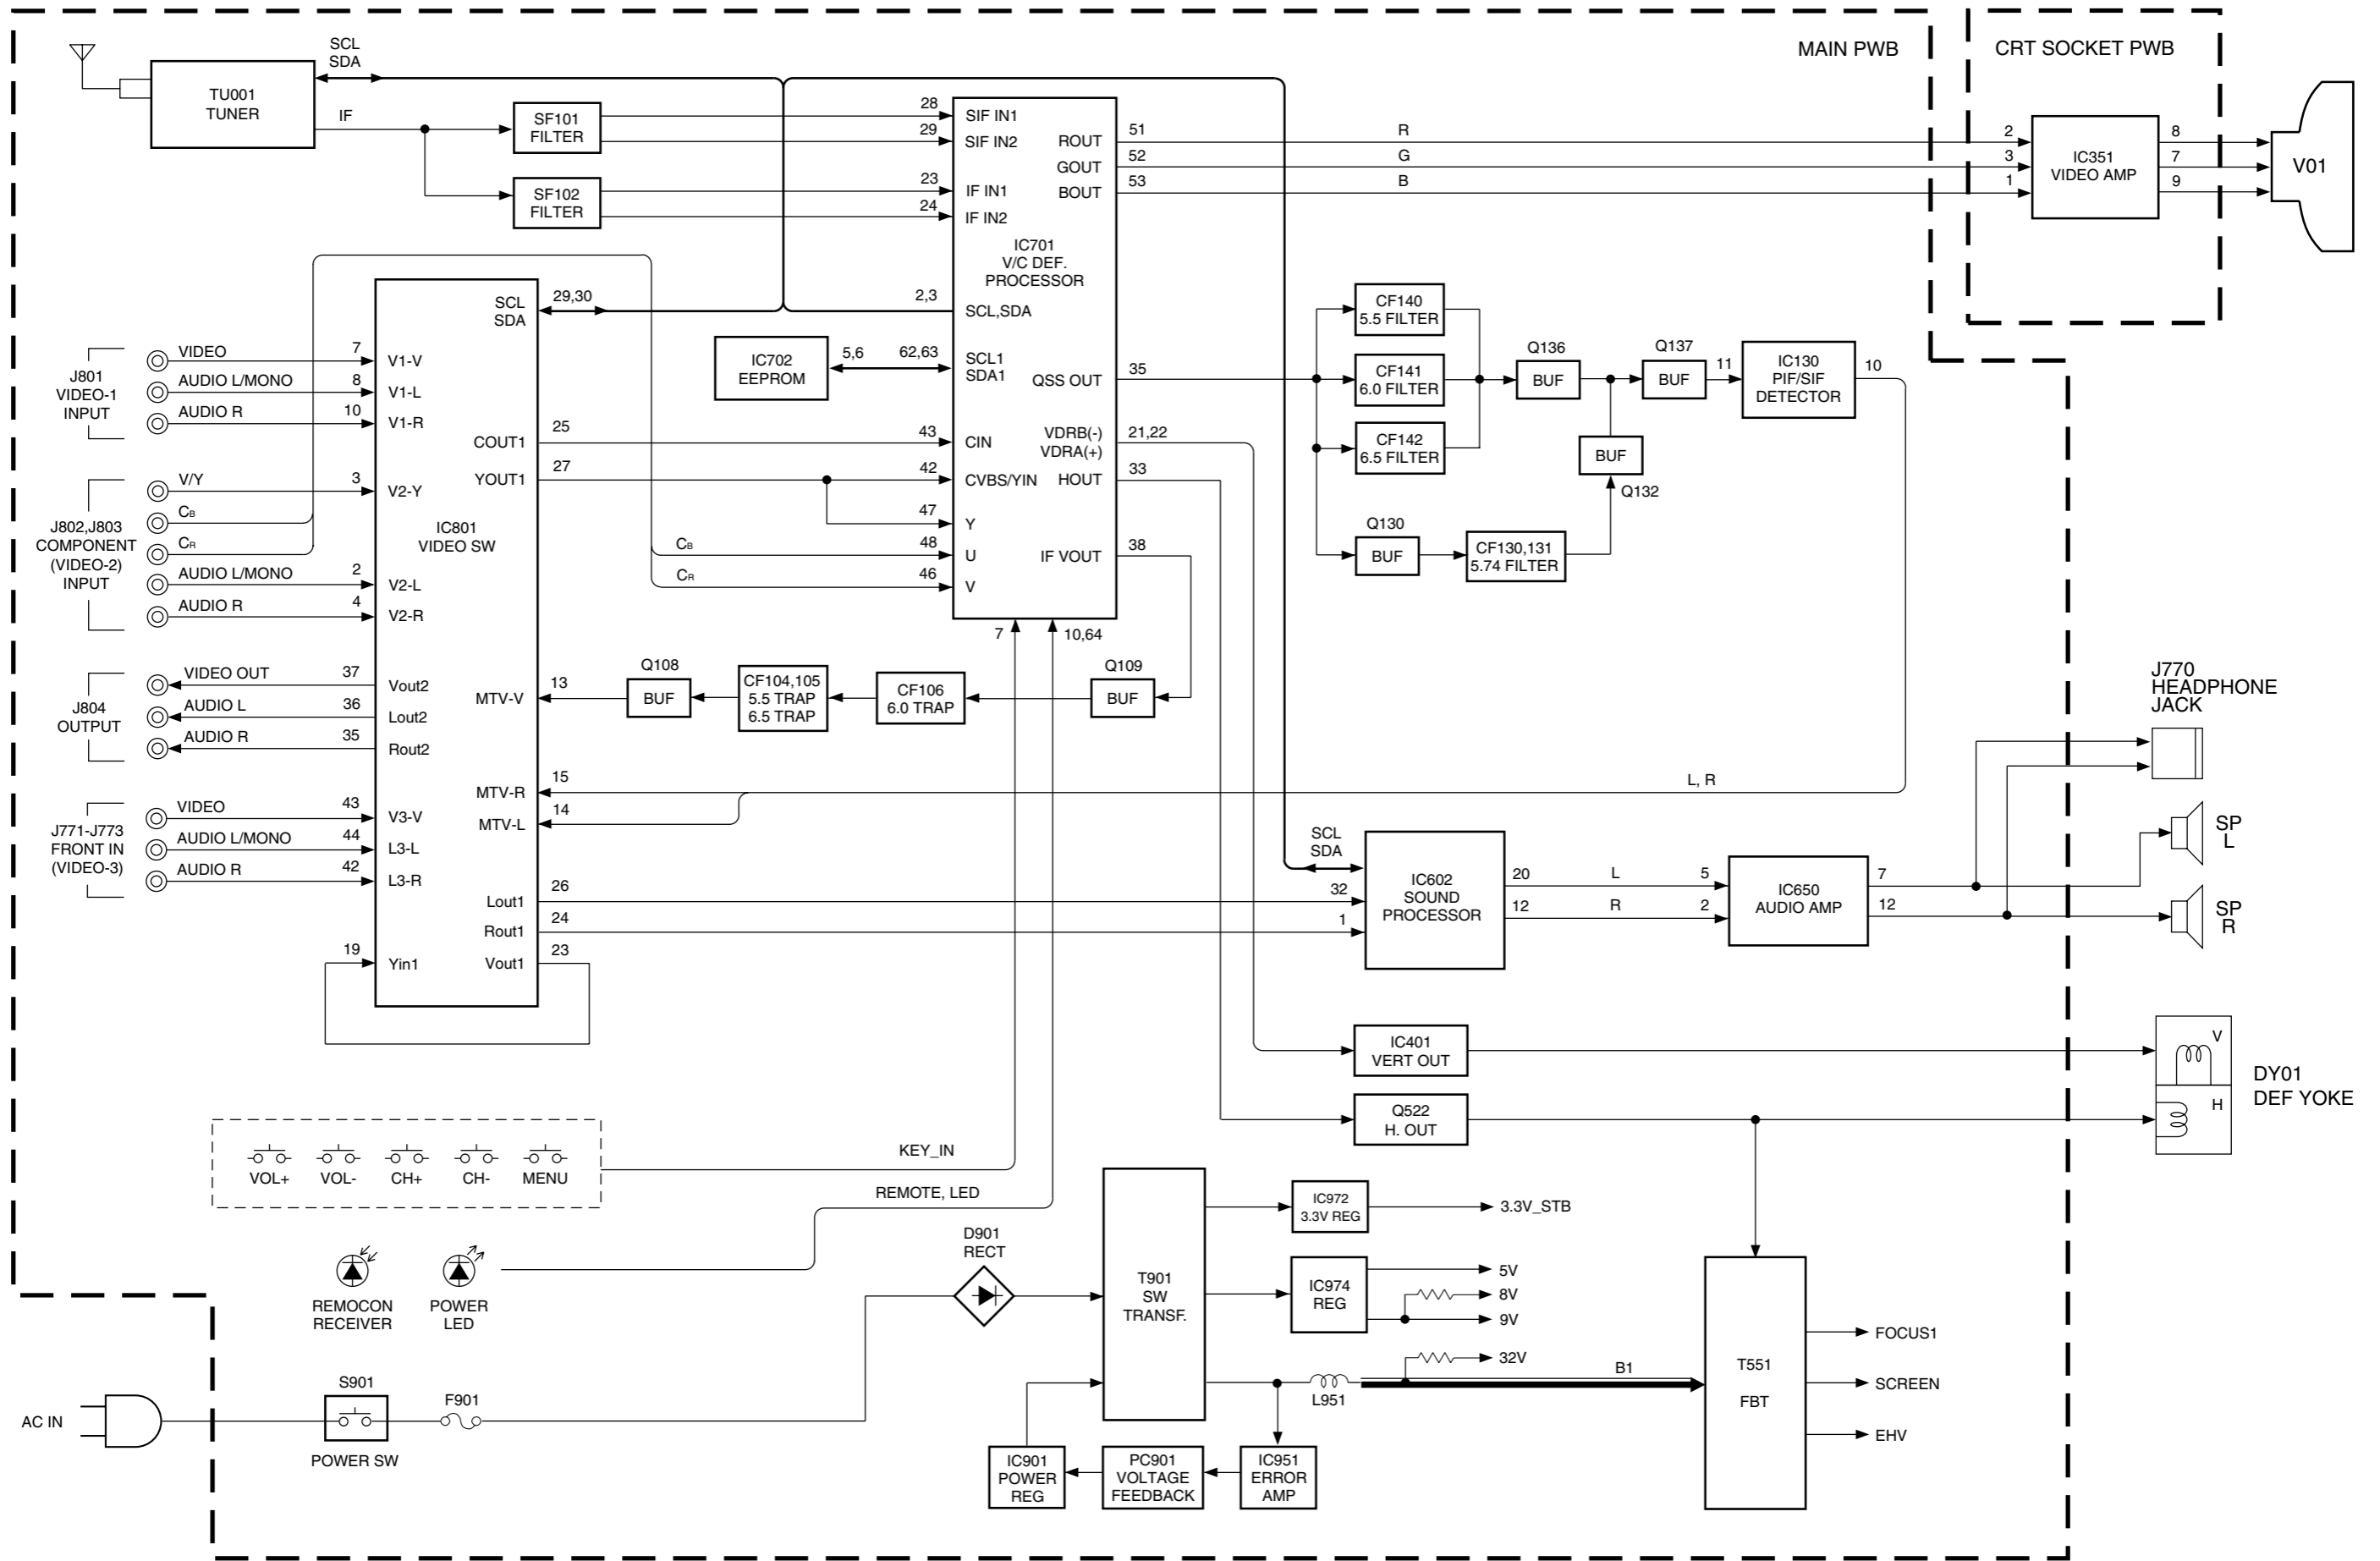 MAIN PWB
CRT SOCKET PWB
SCL
SDA
TU001
TUNER
IF
SF101
FILTER
SF102
FILTER
28
29
23
24
SIF IN1
SIF IN2
IF IN1
IF IN2
IC701
V/C DEF.
PROCESSOR
ROUT
GOUT
BOUT
51
52
53
R
G
B
2
3
1
IC351
VIDEO AMP
8
7
9
V01
SCL
SDA
29,30
2,3
SCL,SDA
IC702
EEPROM
5,6
62,63
SCL1
SDA1
QSS OUT
35
CF140
5.5 FILTER
CF141
6.0 FILTER
CF142
6.5 FILTER
Q136
BUF
Q137
BUF
11
IC130
PIF/SIF
DETECTOR
10
BUF
Q132
Q130
BUF
CF130,131
5.74 FILTER
J801
VIDEO-1
INPUT
VIDEO
7
V1-V
AUDIO L/MONO
8
V1-L
AUDIO R
10
V1-R
COUT1
25
43
CIN
VDRB(-)
VDRA(+)
21,22
YOUT1
27
42
CVBS/YIN
HOUT
33
47
Y
J802,J803
COMPONENT
(VIDEO-2)
INPUT
V/Y
3
V2-Y
CB
CR
AUDIO L/MONO
2
V2-L
AUDIO R
4
V2-R
IC801
VIDEO SW
CB
48
U
IF VOUT
38
CR
46
V
7
10,64
J804
OUTPUT
VIDEO OUT
37
Vout2
AUDIO L
36
Lout2
AUDIO R
35
Rout2
MTV-V
13
Q108
BUF
CF104,105
5.5 TRAP
6.5 TRAP
CF106
6.0 TRAP
Q109
BUF
J770
HEADPHONE
JACK
MTV-R
15
MTV-L
14
L, R
J771-J773
FRONT IN
(VIDEO-3)
VIDEO
43
V3-V
AUDIO L/MONO
44
L3-L
AUDIO R
42
L3-R
SCL
SDA
Lout1
26
32
Rout1
24
1
IC602
SOUND
PROCESSOR
20
L
5
12
R
2
IC650
AUDIO AMP
7
12
SP
L
SP
R
19
Yin1
Vout1
23
IC401
VERT OUT
Q522
H. OUT
V
H
DY01
DEF YOKE
VOL+
VOL-
CH+
CH-
MENU
KEY_IN
REMOTE, LED
REMOCON
RECEIVER
POWER
LED
D901
RECT
T901
SW
TRANSF.
IC972
3.3V REG
3.3V_STB
IC974
REG
5V
8V
9V
32V
L951
B1
T551
FBT
FOCUS1
SCREEN
EHV
AC IN
S901
POWER SW
F901
IC901
POWER
REG
PC901
VOLTAGE
FEEDBACK
IC951
ERROR
AMP